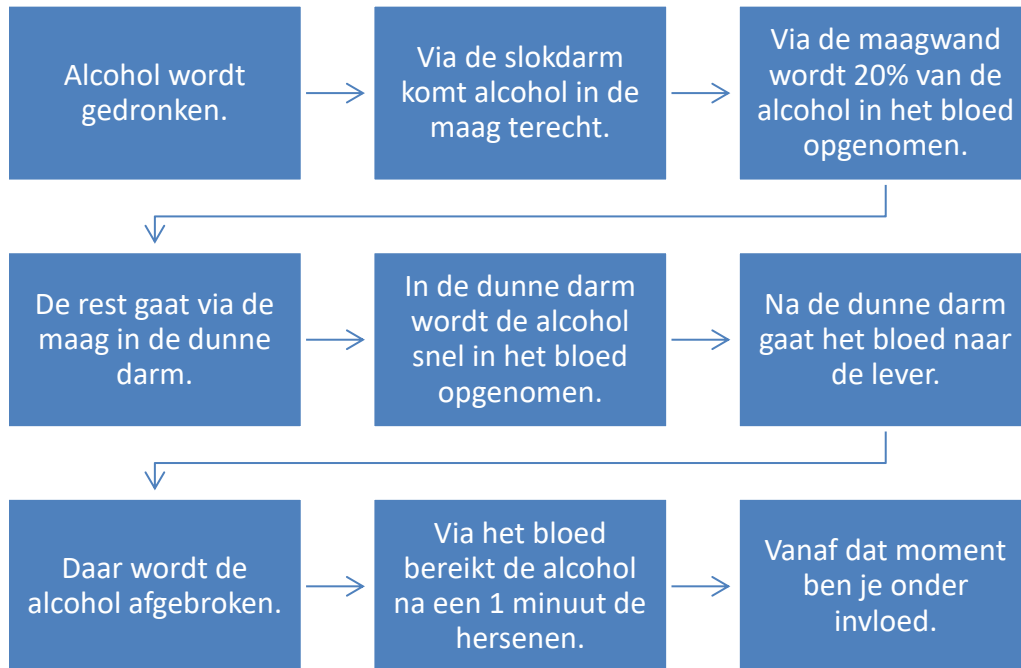 Alcohol wordt
gedronken.
Via de slokdarm
komt alcohol in de
maag terecht.
Via de maagwand
wordt 20% van de
alcohol in het bloed
opgenomen.
De rest gaat via de
maag in de dunne
darm.
In de dunne darm
wordt de alcohol
snel in het bloed
opgenomen.
Na de dunne darm
gaat het bloed naar
de lever.
Daar wordt de
alcohol afgebroken.
Via het bloed
bereikt de alcohol
na een 1 minuut de
hersenen.
Vanaf dat moment
ben je onder
invloed.